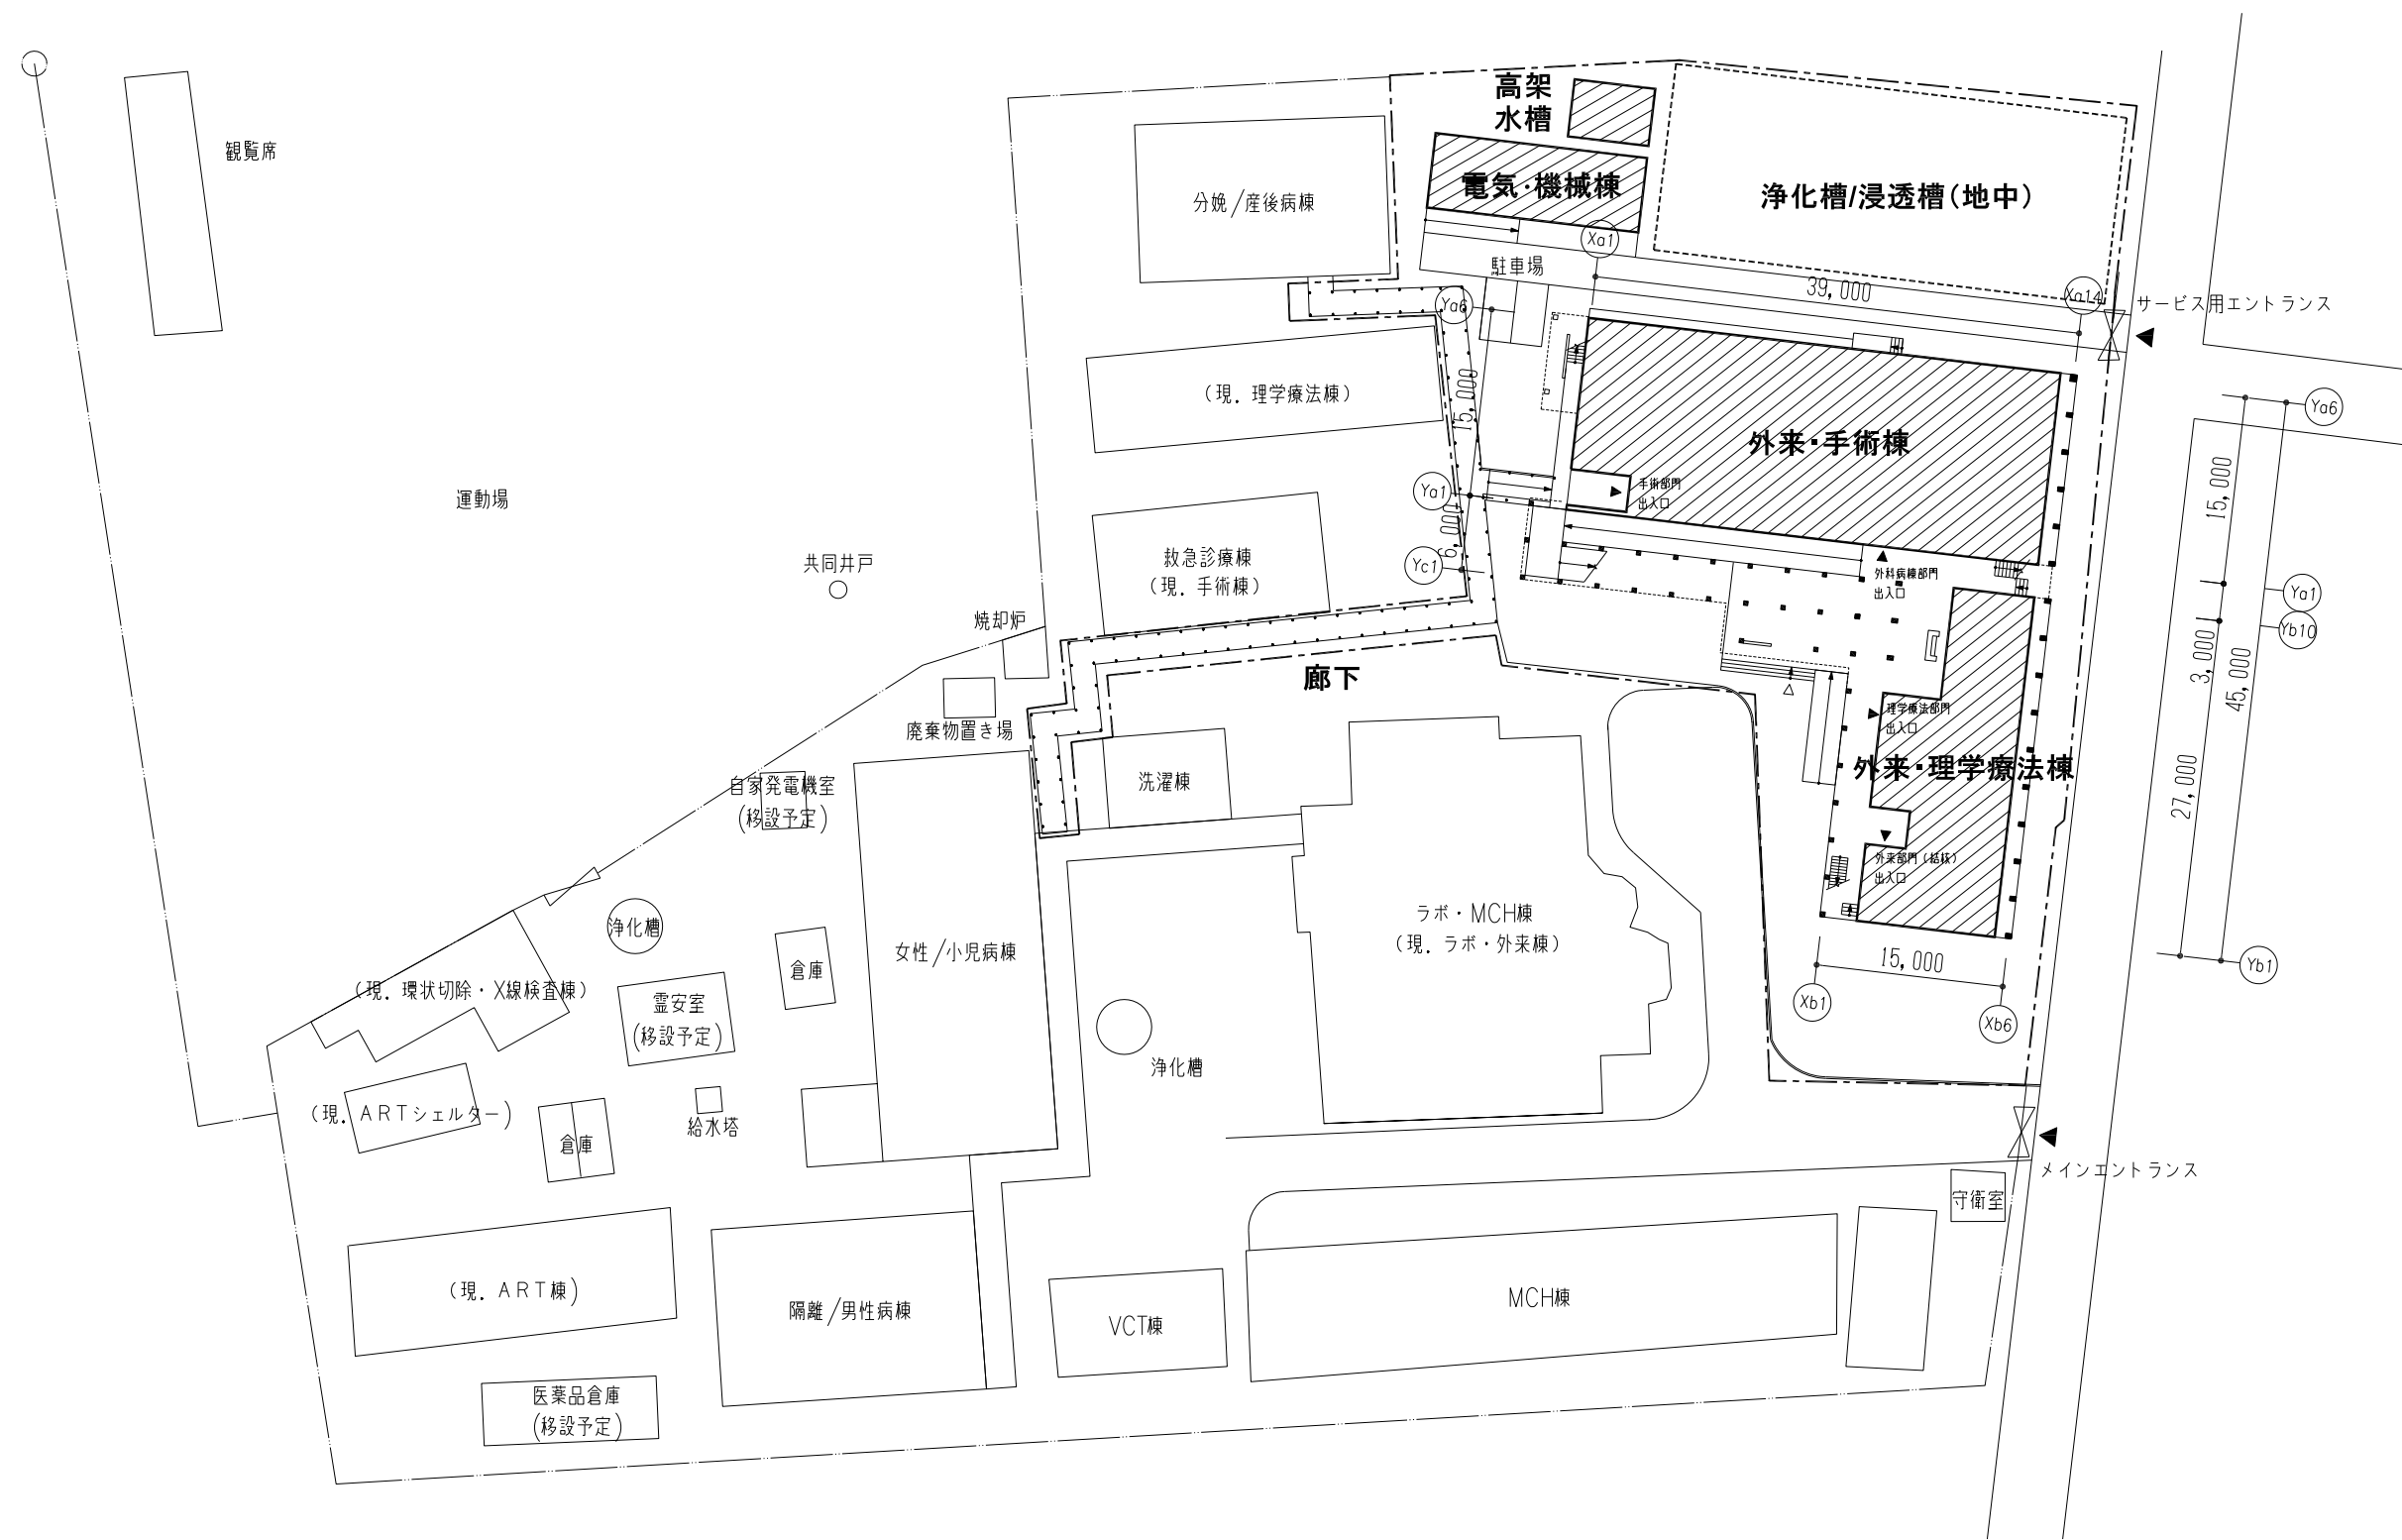 高架
水槽
観覧席
電気・機械棟
浄化槽/浸透槽(地中)
分娩/産後病棟
Xa1
駐車場
39,000
Xa14
サービス用エントランス
Ya6
(現．理学療法棟)
15,000
Ya6
外来・手術棟
15,000
手術部門
出入口
Ya1
運動場
6,000
共同井戸
救急診療棟
(現．手術棟)
Yc1
外科病棟部門
出入口
Ya1
焼却炉
Yb10
3,000
45,000
廊下
廃棄物置き場
理学療法部門
出入口
外来・理学療法棟
自家発電機室
(移設予定)
洗濯棟
27,000
外来部門(結核)
出入口
浄化槽
ラボ・MCH棟
(現．ラボ・外来棟)
女性/小児病棟
倉庫
15,000
Yb1
(現．環状切除・X線検査棟)
霊安室
(移設予定)
Xb1
Xb6
浄化槽
(現．ARTシェルター)
給水塔
倉庫
メインエントランス
守衛室
(現．ART棟)
隔離/男性病棟
MCH棟
VCT棟
医薬品倉庫
(移設予定)